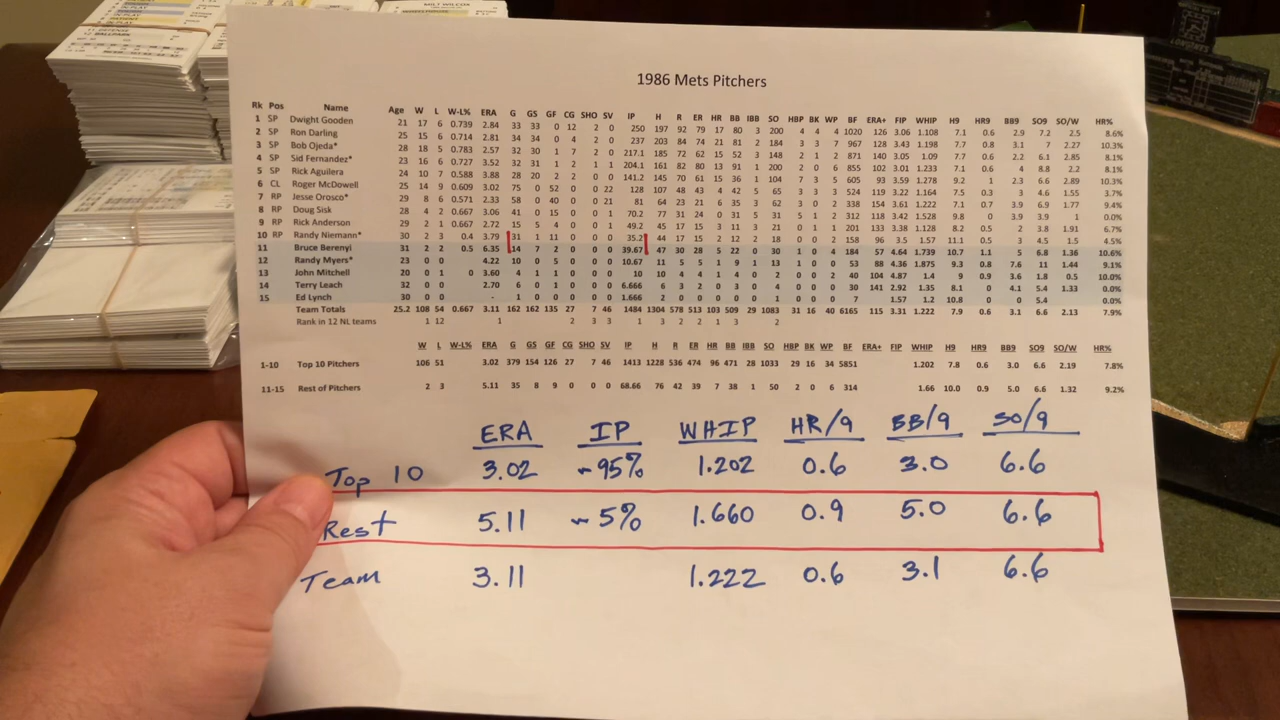 MILT WILCOX
1986 Mets Pitchers
Rk Pos Name Age W L W-L% ERA G GS GF CG SHO SV IP H R ER HR BB IBB SO HBP BK WP BF ERA+ FIP WHIP H9 HR9 BB9 SO9 SO/W HR%
1 SP Dwight Gooden 21 17 6 0.739 2.84 33 33 0 12 2 0 250 197 92 79 17 80 3 200 4 4 4 1020 126 3.06 1.108 7.1 0.6 2.9 7.2 2.5 8.6%
2 SP Ron Darling 25 15 6 0.714 2.81 34 34 0 4 2 0 237 203 84 74 21 81 2 184 3 3 7 967 128 3.43 1.198 7.7 0.8 3.1 7 2.27 10.3%
3 SP Bob Ojeda* 28 18 5 0.783 2.57 32 30 1 7 2 0 217.1 185 72 62 15 52 3 148 2 1 2 871 140 3.05 1.09 7.7 0.6 2.2 6.1 2.85 8.1%
4 SP Sid Fernandez* 23 16 6 0.727 3.52 32 31 1 2 1 1 204.1 161 82 80 13 91 1 200 2 0 6 855 102 3.01 1.233 7.1 0.6 4 8.8 2.2 8.1%
5 SP Rick Aguilera 24 10 7 0.588 3.88 28 20 2 2 0 0 141.2 145 70 61 15 36 1 104 7 3 5 605 93 3.59 1.278 9.2 1 2.3 6.6 2.89 10.3%
6 CL Roger McDowell 25 14 9 0.609 3.02 75 0 52 0 0 22 128 107 48 43 4 42 5 65 3 3 3 524 119 3.22 1.164 7.5 0.3 3 4.6 1.55 3.7%
7 RP Jesse Orosco* 29 8 6 0.571 2.33 58 0 40 0 0 21 81 64 23 21 6 35 3 62 3 0 2 338 154 3.61 1.222 7.1 0.7 3.9 6.9 1.77 9.4%
8 RP Doug Sisk 28 4 2 0.667 3.06 41 0 15 0 0 1 70.2 77 31 24 0 31 5 31 5 1 2 312 118 3.42 1.528 9.8 0 3.9 3.9 1 0.0%
9 RP Rick Anderson 29 2 1 0.667 2.72 15 5 4 0 0 1 49.2 45 17 15 3 11 3 21 0 1 1 201 133 3.38 1.128 8.2 0.5 2 3.8 1.91 6.7%
10 RP Randy Niemann* 30 2 3 0.4 3.79 31 1 11 0 0 0 35.2 44 17 15 2 12 2 18 0 0 2 158 96 3.5 1.57 11.1 0.5 3 4.5 1.5 4.5%
11 Bruce Berenyi 31 2 2 0.5 6.35 14 7 2 0 0 0 39.67 47 30 28 5 22 0 30 1 0 4 184 57 4.64 1.739 10.7 1.1 5 6.8 1.36 10.6%
12 Randy Myers* 23 0 0 4.22 10 0 5 0 0 0 10.67 11 5 5 1 9 1 13 1 0 0 53 88 4.36 1.875 9.3 0.8 7.6 11 1.44 9.1%
13 John Mitchell 20 0 1 0 3.60 4 1 1 0 0 0 10 10 4 4 1 4 0 2 0 0 2 40 104 4.87 1.4 9 0.9 3.6 1.8 0.5 10.0%
14 Terry Leach 32 0 0 2.70 6 0 1 0 0 0 6.666 6 3 2 0 3 0 4 0 0 0 30 141 2.92 1.35 8.1 0 4.1 5.4 1.33 0.0%
15 Ed Lynch 30 0 0 - 1 0 0 0 0 0 1.666 2 0 0 0 0 0 1 0 0 0 7 1.57 1.2 10.8 0 5.4 0.0%
Team Totals 25.2 108 54 0.667 3.11 162 162 135 27 7 46 1484 1304 578 513 103 509 29 1083 31 16 40 6165 115 3.31 1.222 7.9 0.6 3.1 6.6 2.13 7.9%
Rank in 12 NL teams 1 12 1 2 3 3 1 3 2 2 1 3 2
W L W-L% ERA G GS GF CG SHO SV IP H R ER HR BB IBB SO HBP BK WP BF ERA+ FIP WHIP H9 HR9 BB9 SO9 SO/W HR%
1-10 Top 10 Pitchers 106 51 3.02 379 154 126 27 7 46 1413 1228 536 474 96 471 28 1033 29 16 34 5851 1.202 7.8 0.6 3.0 6.6 2.19 7.8%
11-15 Rest of Pitchers 2 3 5.11 35 8 9 0 0 0 68.66 76 42 39 7 38 1 50 2 0 6 314 1.66 10.0 0.9 5.0 6.6 1.32 9.2%
ERA IP WHIP HR/9 BB/9 SO/9
Top 10 3.02 ~95% 1.202 0.6 3.0 6.6
Rest 5.11 ~5% 1.660 0.9 5.0 6.6
Team 3.11 1.222 0.6 3.1 6.6